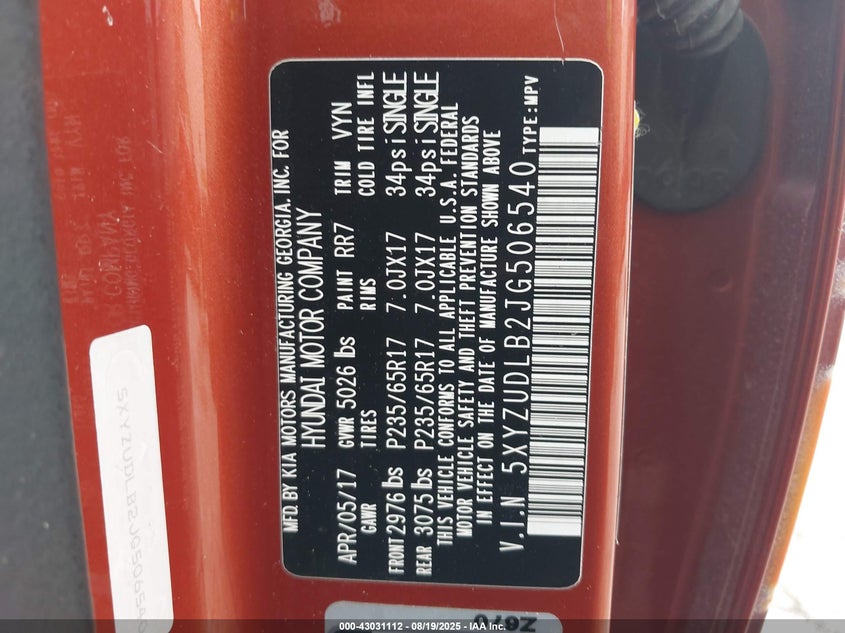 MFD. BY KIA MOTORS MANUFACTURING GEORGIA, INC. FOR
HYUNDAI MOTOR COMPANY
APR/05/17 GVWR 5026 lbs PAINT RR7 TRIM VYN
GAWR TIRES RIMS COLD TIRE INFL
FRONT 2976 lbs P235/65R17 7.0JX17 34psi SINGLE
REAR 3075 lbs P235/65R17 7.0JX17 34psi SINGLE
THIS VEHICLE CONFORMS TO ALL APPLICABLE U.S.A. FEDERAL
MOTOR VEHICLE SAFETY AND THEFT PREVENTION STANDARDS
IN EFFECT ON THE DATE OF MANUFACTURE SHOWN ABOVE
V.I.N 5XYZUDLB2JG506540 TYPE:MPV
5XYZUDLB2JG506540
000-43031112 - 08/19/2025 - IAA Inc.